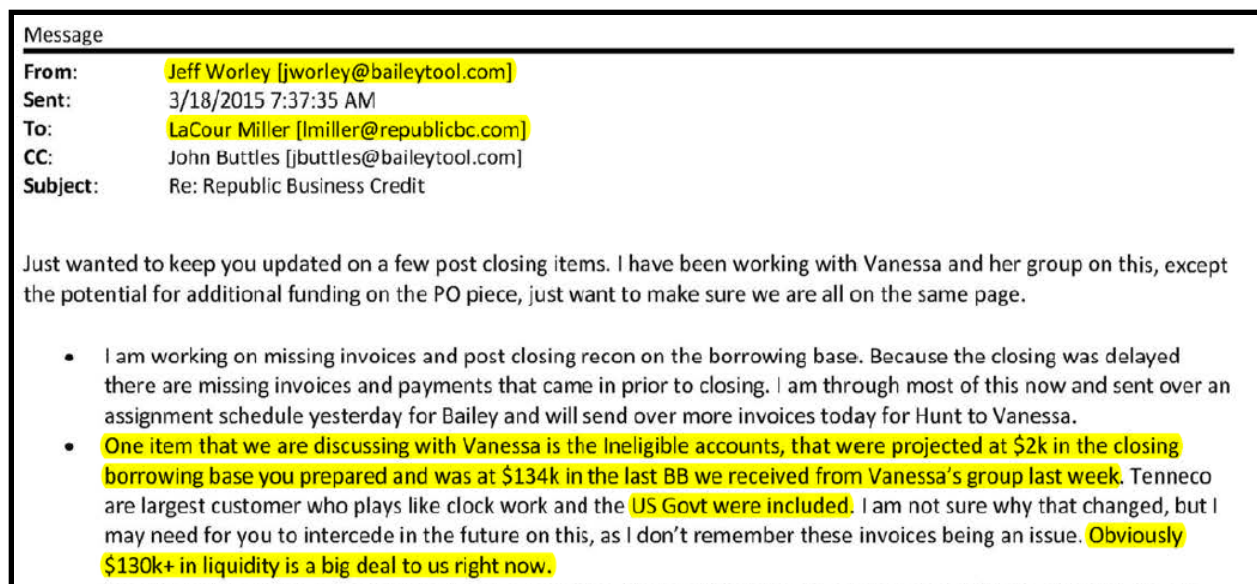 Message
From: Jeff Worley [jworley@baileytool.com]
Sent: 3/18/2015 7:37:35 AM
To: LaCour Miller [lmiller@republicbc.com]
CC: John Buttles [jbuttles@baileytool.com]
Subject: Re: Republic Business Credit
Just wanted to keep you updated on a few post closing items. I have been working with Vanessa and her group on this, except
the potential for additional funding on the PO piece, just want to make sure we are all on the same page.
• I am working on missing invoices and post closing recon on the borrowing base. Because the closing was delayed
there are missing invoices and payments that came in prior to closing. I am through most of this now and sent over an
assignment schedule yesterday for Bailey and will send over more invoices today for Hunt to Vanessa.
• One item that we are discussing with Vanessa is the Ineligible accounts, that were projected at $2k in the closing
borrowing base you prepared and was at $134k in the last BB we received from Vanessa's group last week. Tenneco
are largest customer who plays like clock work and the US Govt were included. I am not sure why that changed, but I
may need for you to intercede in the future on this, as I don't remember these invoices being an issue. Obviously
$130k+ in liquidity is a big deal to us right now.